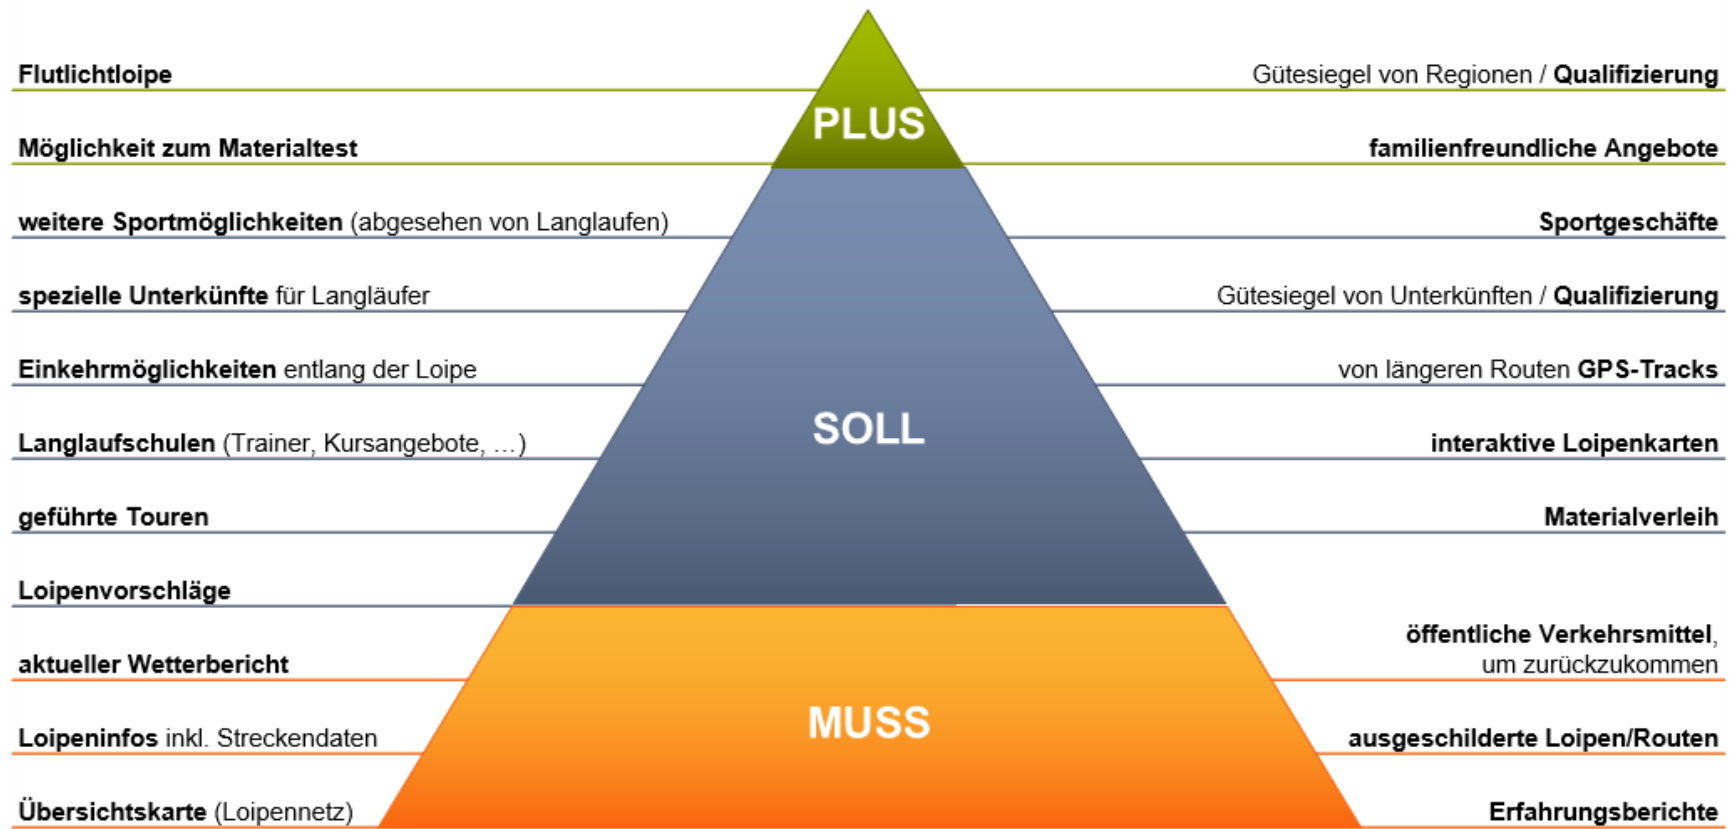 Flutlichtloipe
Gütesiegel von Regionen / Qualifizierung
PLUS
Möglichkeit zum Materialtest
familienfreundliche Angebote
weitere Sportmöglichkeiten (abgesehen von Langlaufen)
Sportgeschäfte
spezielle Unterkünfte für Langläufer
Gütesiegel von Unterkünften / Qualifizierung
Einkehrmöglichkeiten entlang der Loipe
von längeren Routen GPS-Tracks
SOLL
Langlaufschulen (Trainer, Kursangebote, …)
interaktive Loipenkarten
geführte Touren
Materialverleih
Loipenvorschläge
öffentliche Verkehrsmittel,
um zurückzukommen
aktueller Wetterbericht
MUSS
Loipeninfos inkl. Streckendaten
ausgeschilderte Loipen/Routen
Übersichtskarte (Loipennetz)
Erfahrungsberichte